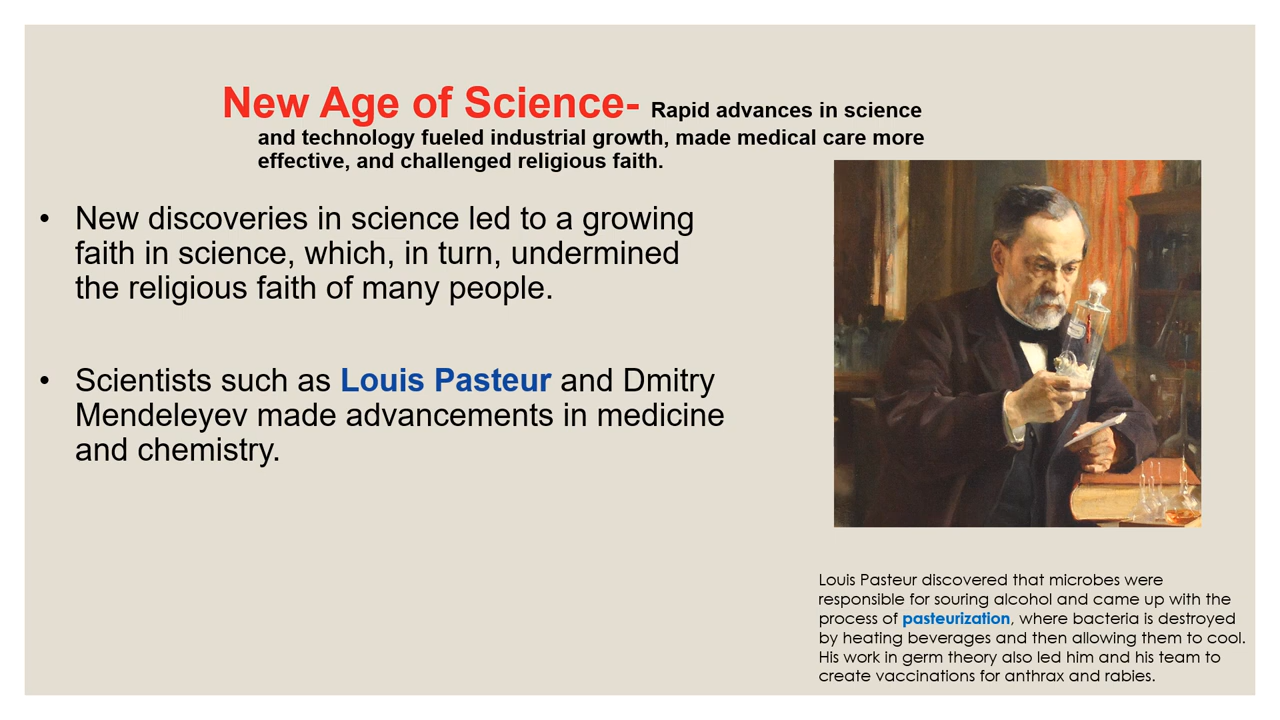 New Age of Science- Rapid advances in science
and technology fueled industrial growth, made medical care more
effective, and challenged religious faith.
• New discoveries in science led to a growing
faith in science, which, in turn, undermined
the religious faith of many people.
• Scientists such as Louis Pasteur and Dmitry
Mendeleyev made advancements in medicine
and chemistry.
Louis Pasteur discovered that microbes were
responsible for souring alcohol and came up with the
process of pasteurization, where bacteria is destroyed
by heating beverages and then allowing them to cool.
His work in germ theory also led him and his team to
create vaccinations for anthrax and rabies.